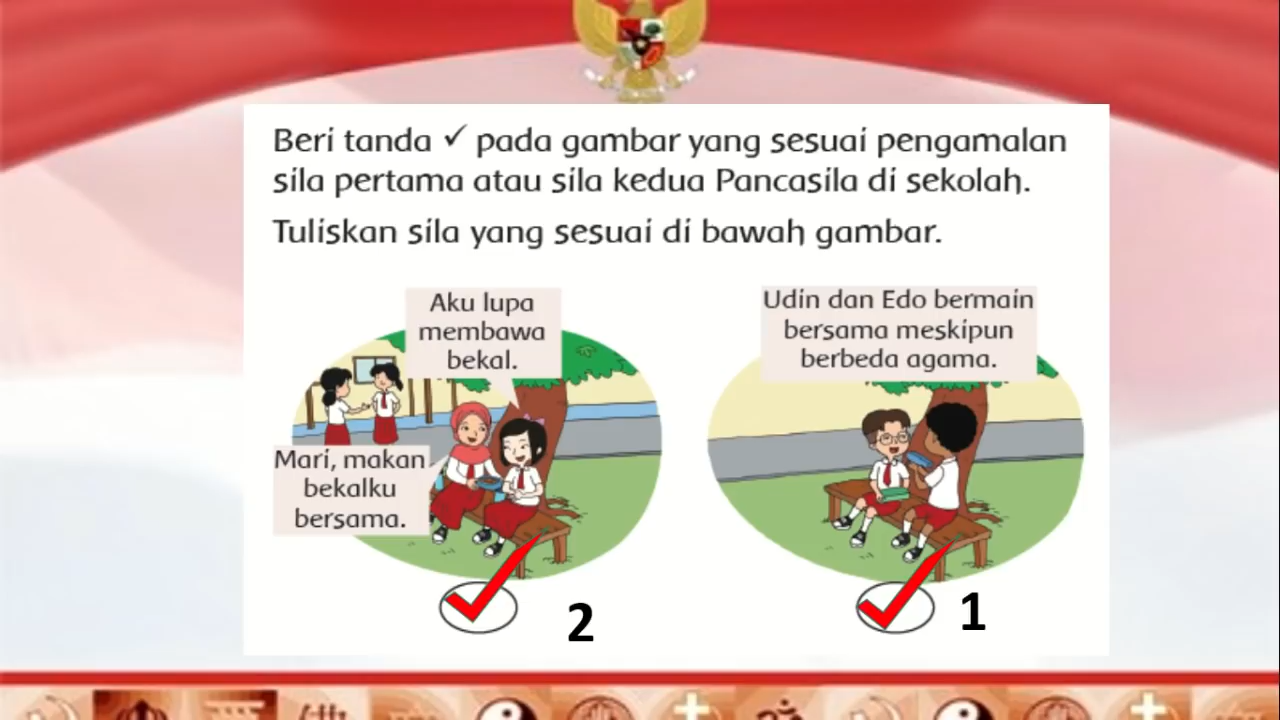 Beri tanda ✓ pada gambar yang sesuai pengamalan
sila pertama atau sila kedua Pancasila di sekolah.
Tuliskan sila yang sesuai di bawah gambar.
Aku lupa
membawa
bekal.
Mari, makan
bekalku
bersama.
2
Udin dan Edo bermain
bersama meskipun
berbeda agama.
1